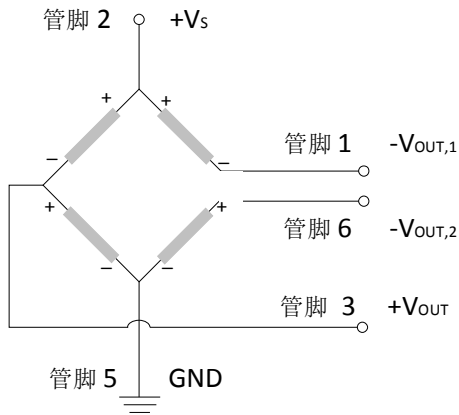 管脚 2 +VS
+ +
− −
管脚 1 -VOUT,1
+ +
管脚 6 -VOUT,2
− −
管脚 3 +VOUT
管脚 5 GND